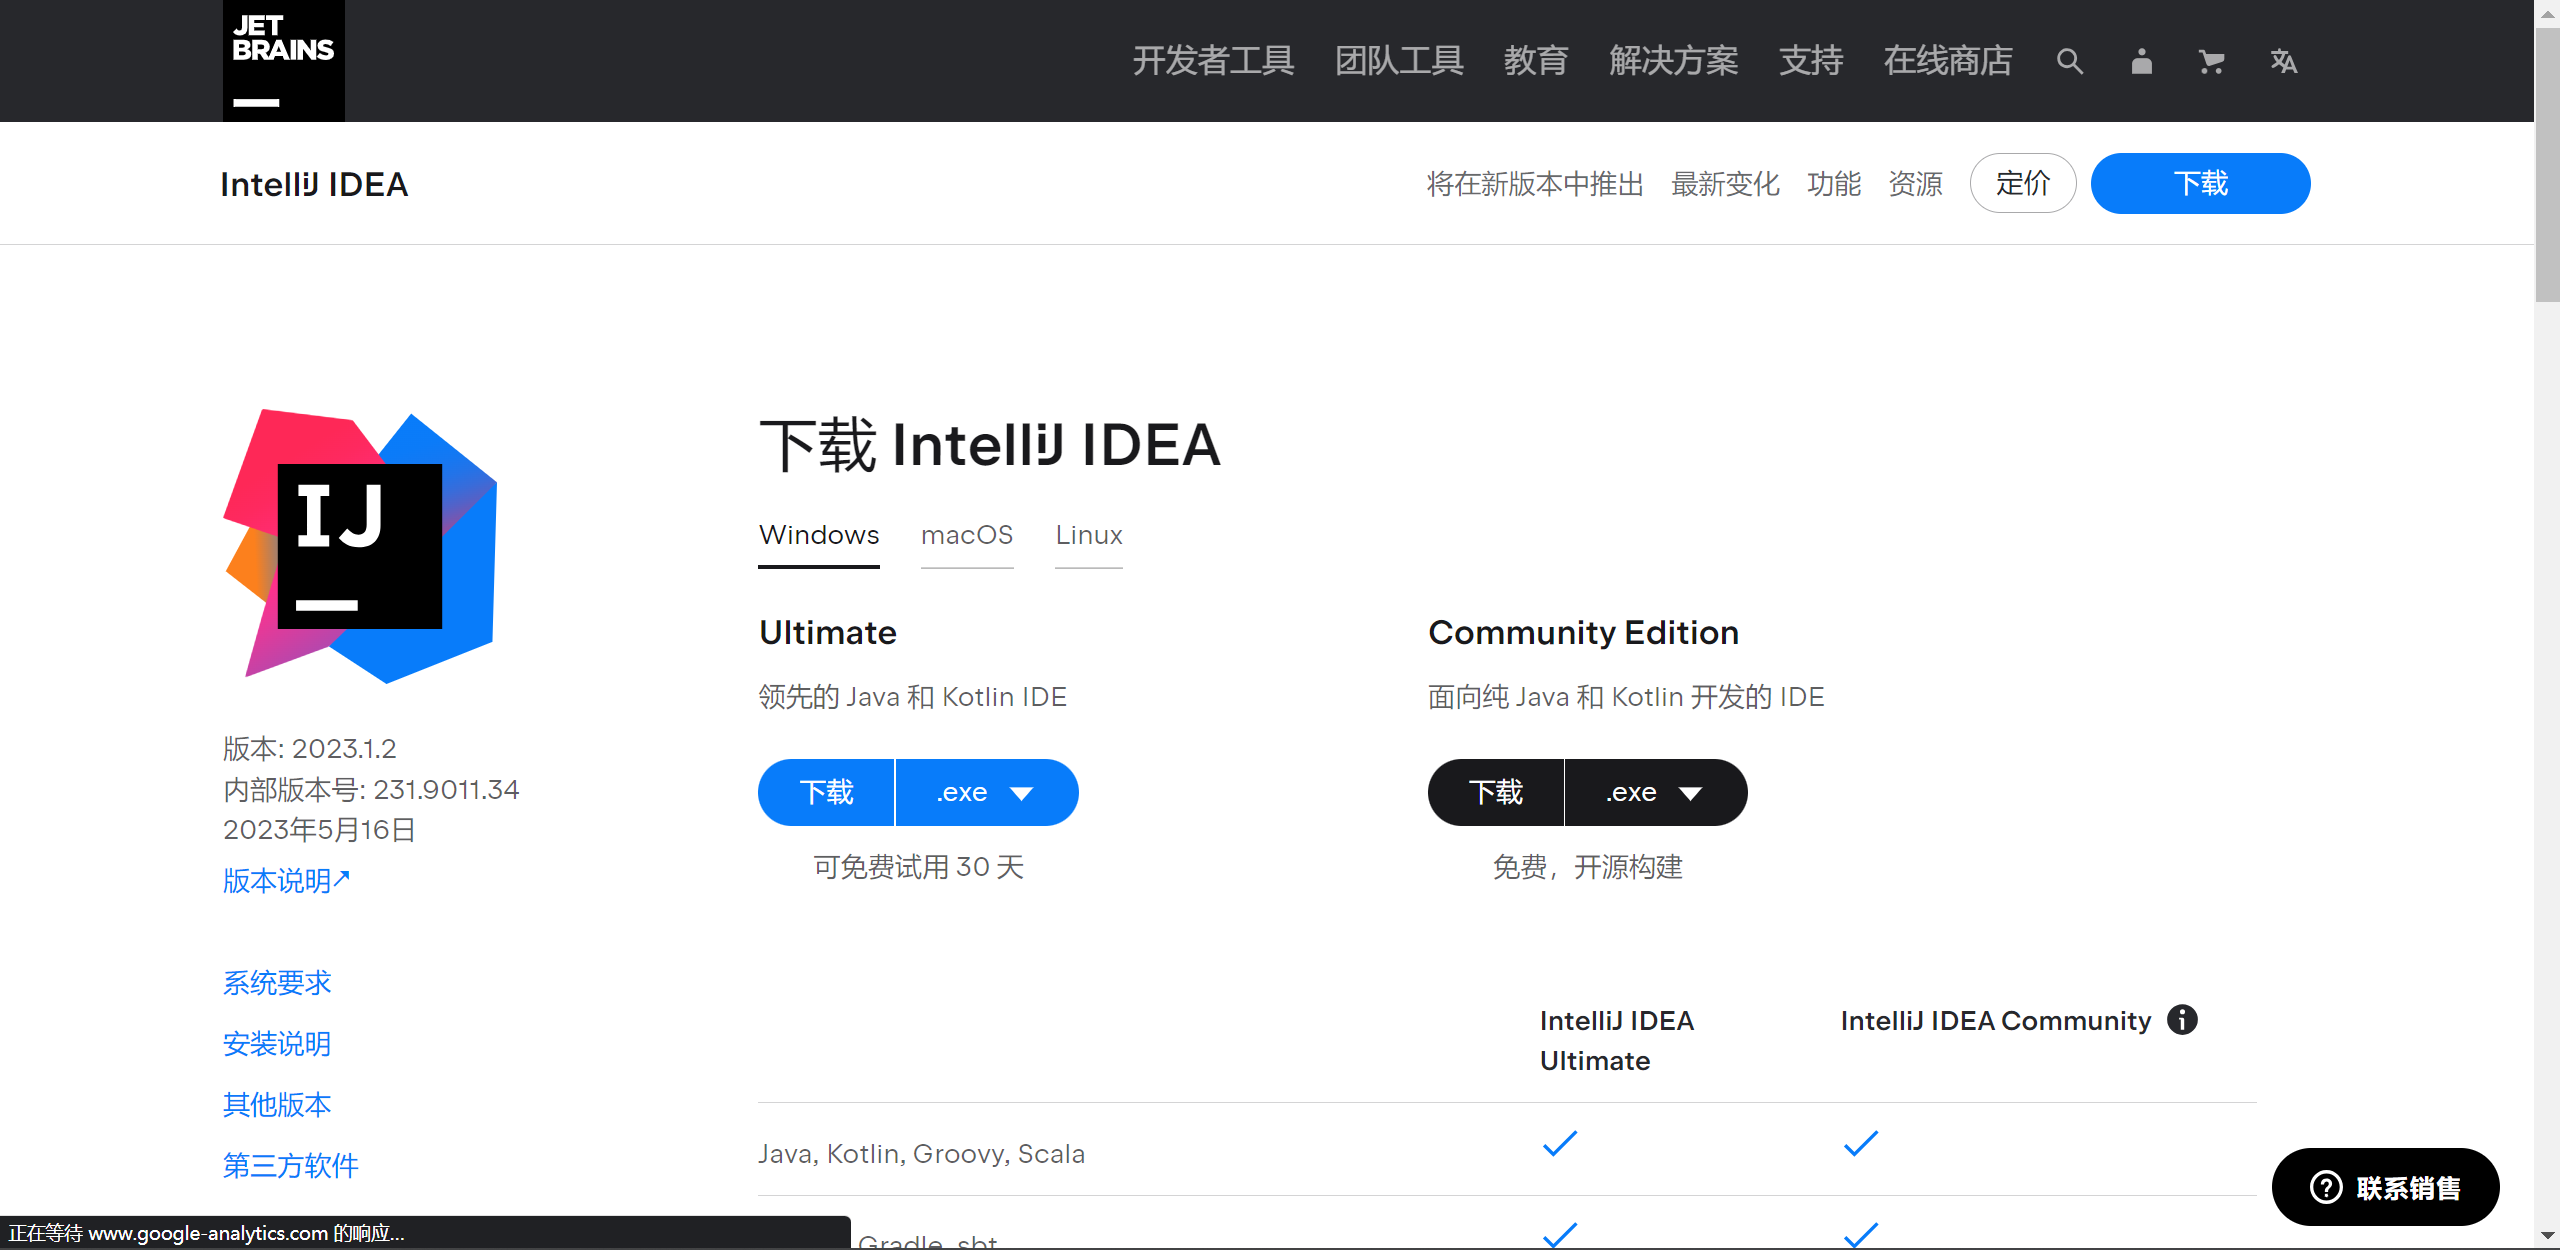 JET
BRAINS
开发者工具 团队工具 教育 解决方案 支持 在线商店
IntelliJ IDEA
将在新版本中推出 最新变化 功能 资源 定价 下载
IJ
下载 IntelliJ IDEA
Windows macOS Linux
Ultimate
领先的 Java 和 Kotlin IDE
下载 .exe
可免费试用 30 天
Community Edition
面向纯 Java 和 Kotlin 开发的 IDE
下载 .exe
免费，开源构建
版本: 2023.1.2
内部版本号: 231.9011.34
2023年5月16日
版本说明↗
系统要求
安装说明
其他版本
第三方软件
IntelliJ IDEA
Ultimate
IntelliJ IDEA Community
Java, Kotlin, Groovy, Scala
Gradle, sbt
联系销售
正在等待 www.google-analytics.com 的响应...